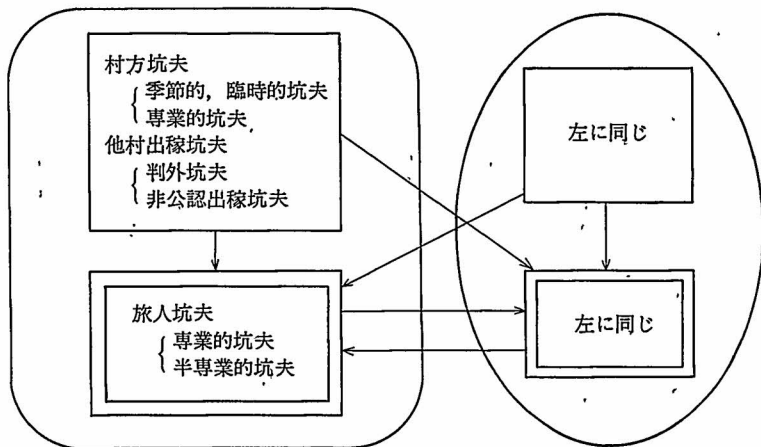 村方坑夫
季節的，臨時的坑夫
専業的坑夫
他村出稼坑夫
判外坑夫
非公認出稼坑夫
左に同じ
旅人坑夫
専業的坑夫
半専業的坑夫
左に同じ